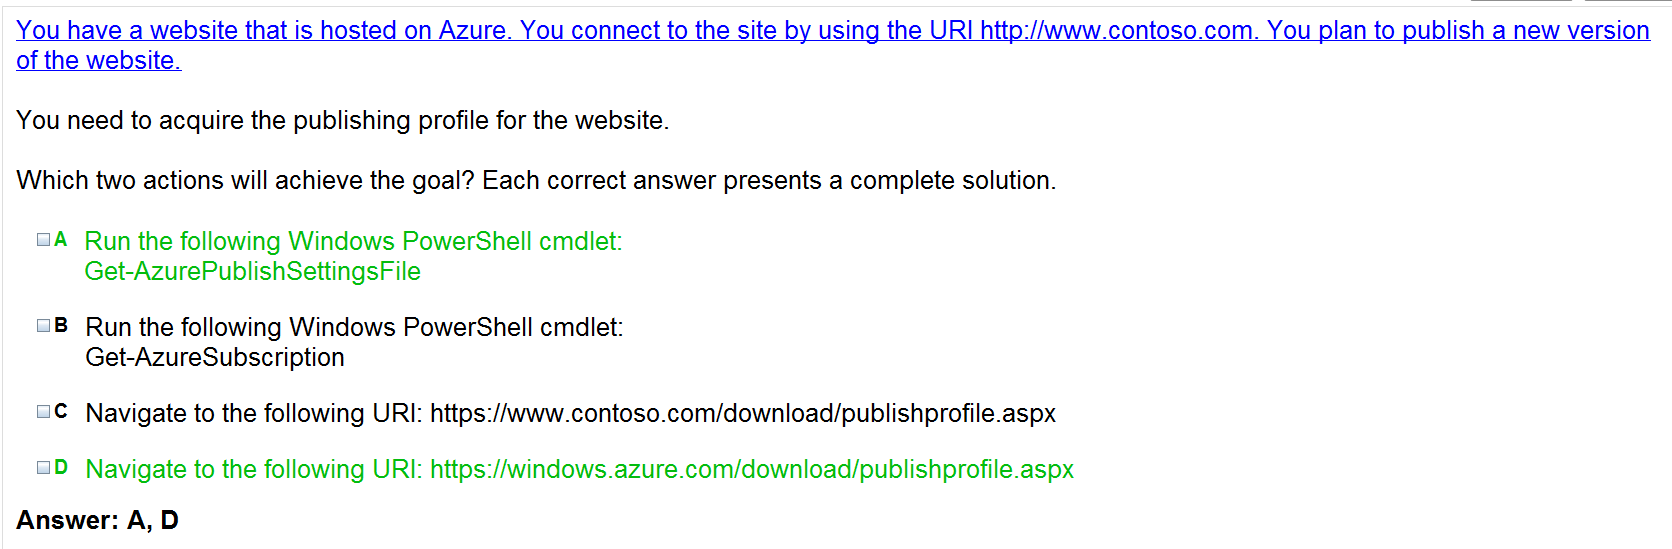 You have a website that is hosted on Azure. You connect to the site by using the URI http://www.contoso.com. You plan to publish a new version
of the website.
You need to acquire the publishing profile for the website.
Which two actions will achieve the goal? Each correct answer presents a complete solution.
A Run the following Windows PowerShell cmdlet:
Get-AzurePublishSettingsFile
B Run the following Windows PowerShell cmdlet:
Get-AzureSubscription
C Navigate to the following URI: https://www.contoso.com/download/publishprofile.aspx
D Navigate to the following URI: https://windows.azure.com/download/publishprofile.aspx
Answer: A, D